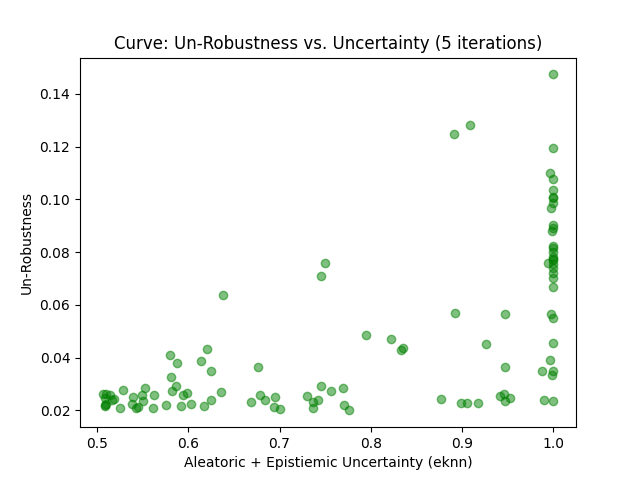 Curve: Un-Robustness vs. Uncertainty (5 iterations)
Un-Robustness
0.14
0.12
0.10
0.08
0.06
0.04
0.02
0.5 0.6 0.7 0.8 0.9 1.0
Aleatoric + Epistiemic Uncertainty (eknn)